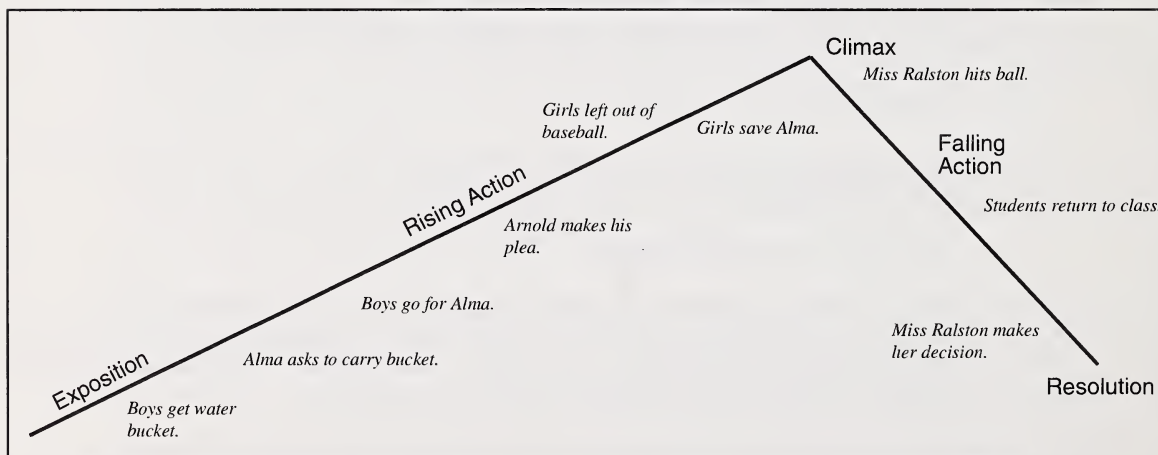 Climax
Miss Ralston hits ball.
Girls left out of
baseball.
Girls save Alma.
Falling
Action
Rising Action
Students return to class.
Arnold makes his
plea.
Boys go for Alma.
Miss Ralston makes
her decision.
Alma asks to carry bucket.
Exposition
Resolution
Boys get water
bucket.